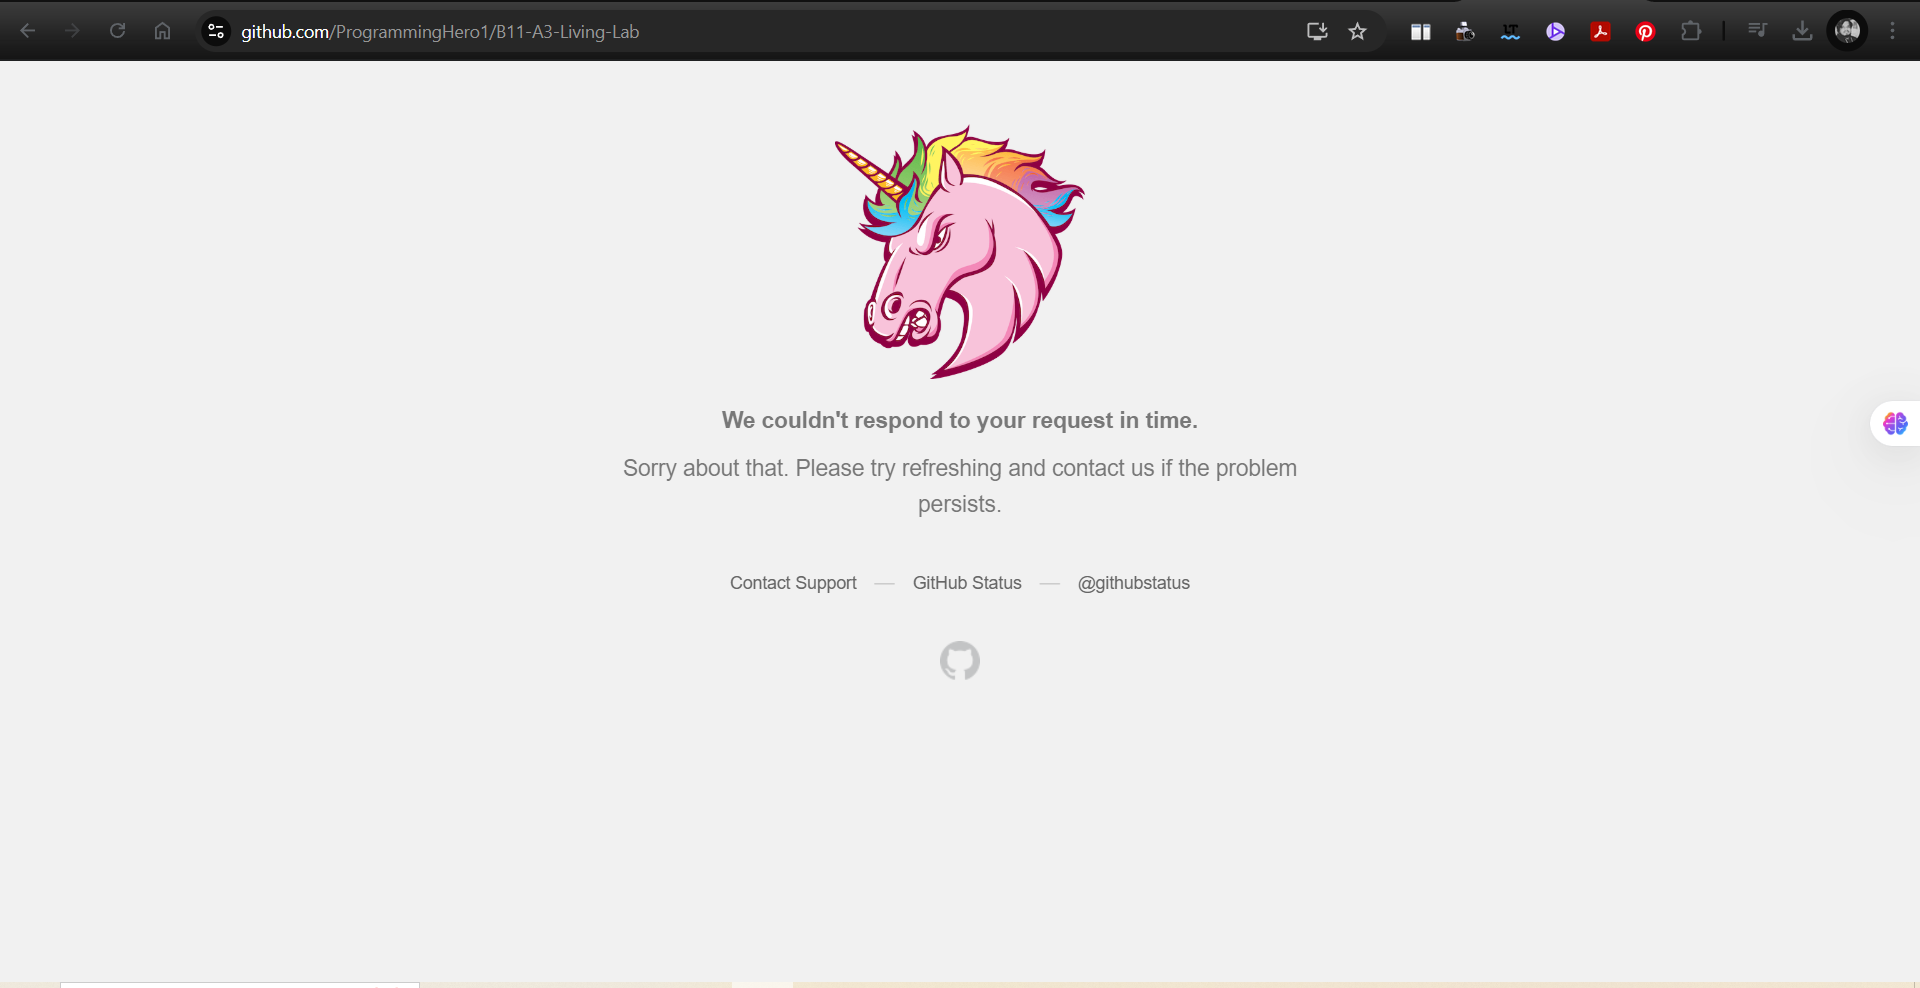 github.com/ProgrammingHero1/B11-A3-Living-Lab
We couldn't respond to your request in time.
Sorry about that. Please try refreshing and contact us if the problem
persists.
Contact Support — GitHub Status — @githubstatus